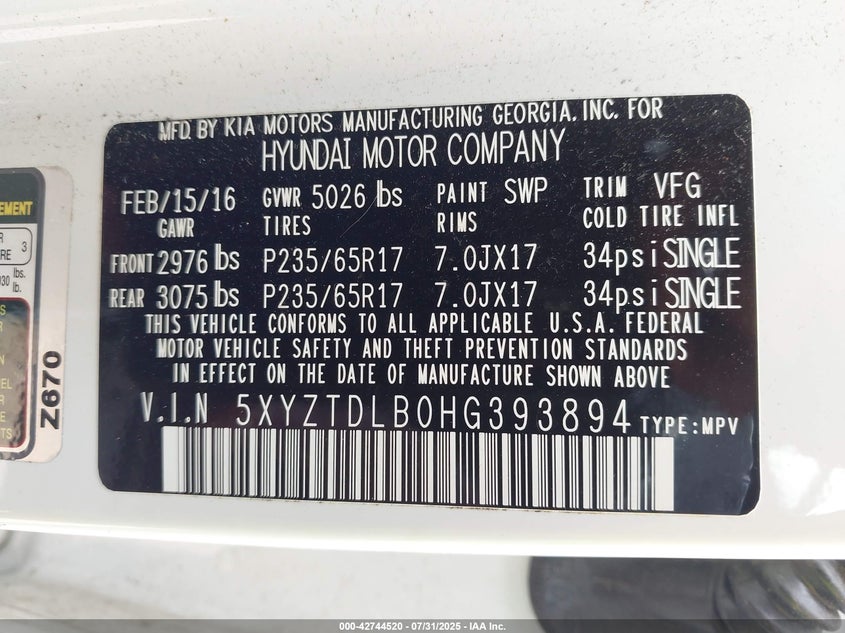 MFD. BY KIA MOTORS MANUFACTURING GEORGIA, INC. FOR
HYUNDAI MOTOR COMPANY
FEB/15/16 GVWR 5026 lbs PAINT SWP TRIM VFG
GAWR TIRES RIMS COLD TIRE INFL
FRONT 2976 lbs P235/65R17 7.0JX17 34psi SINGLE
REAR 3075 lbs P235/65R17 7.0JX17 34psi SINGLE
THIS VEHICLE CONFORMS TO ALL APPLICABLE U.S.A. FEDERAL
MOTOR VEHICLE SAFETY AND THEFT PREVENTION STANDARDS
IN EFFECT ON THE DATE OF MANUFACTURE SHOWN ABOVE
V.I.N 5XYZTDLB0HG393894 TYPE:MPV
EMENT
3
lbs.
lb.
Z670
000-42744520 • 07/31/2025 • IAA Inc.